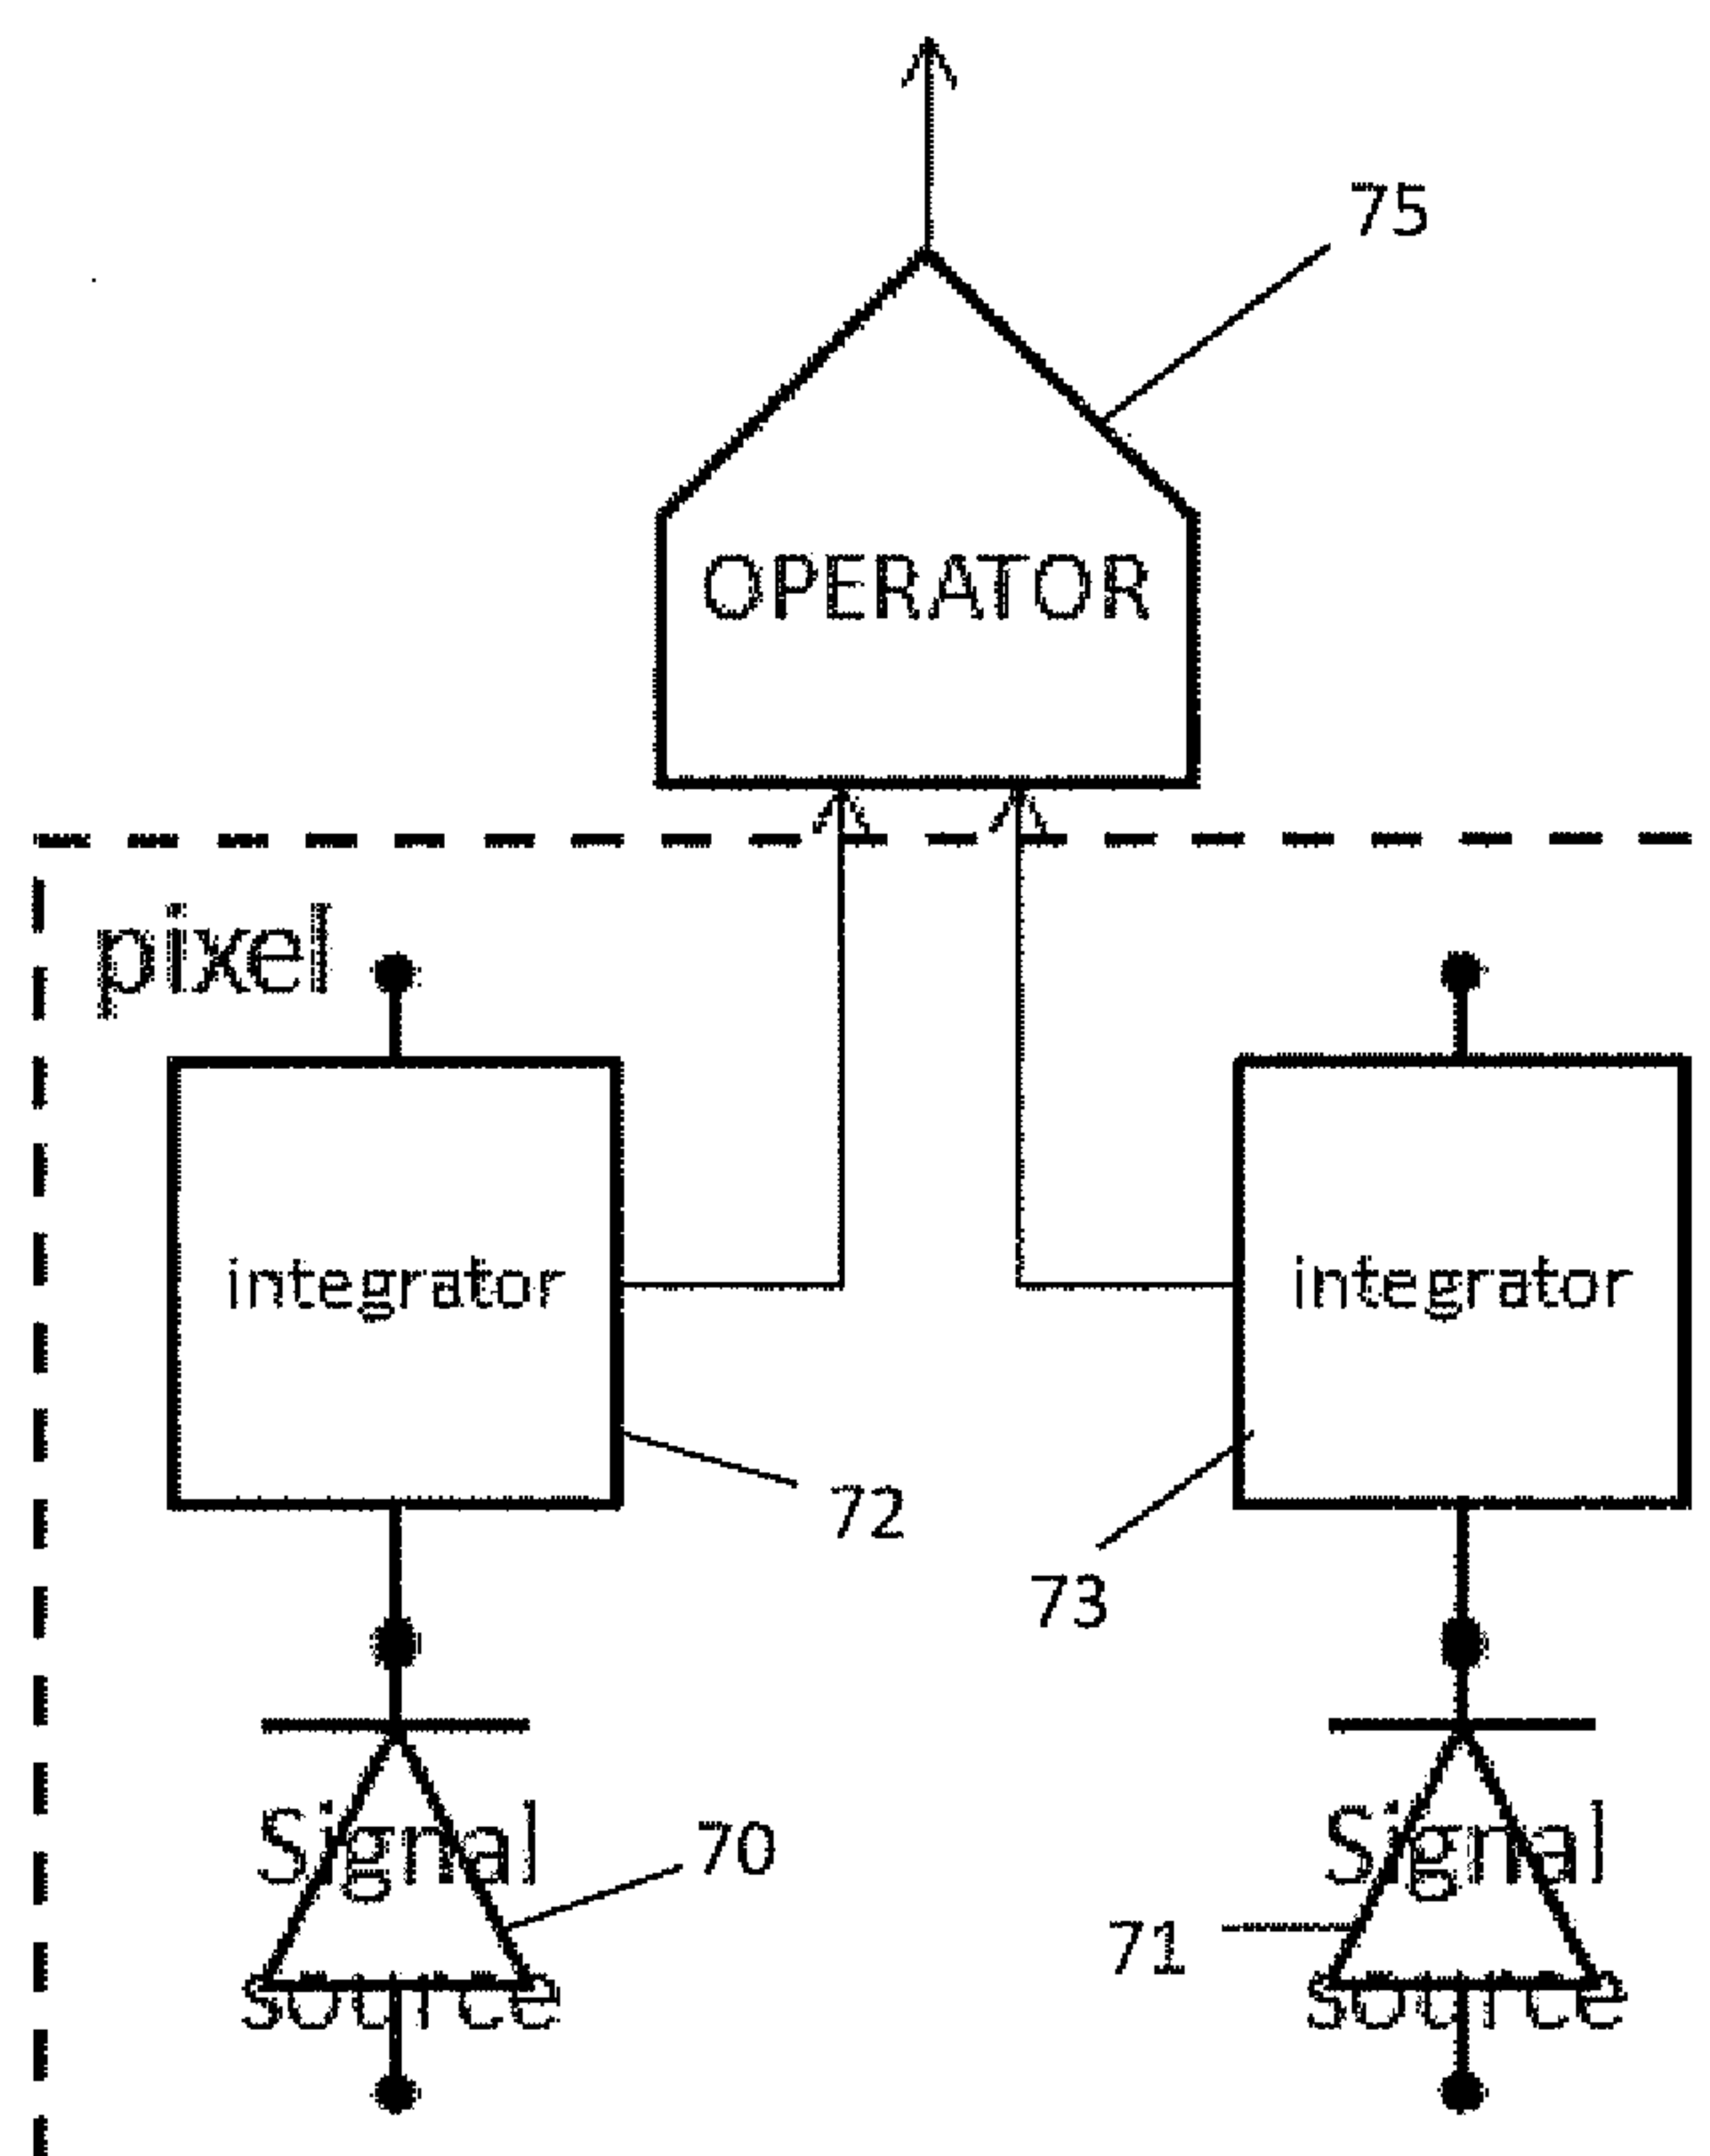 75
OPERATOR
pixel
integrator
integrator
72
73
Signal
source
70
Signal
source
71